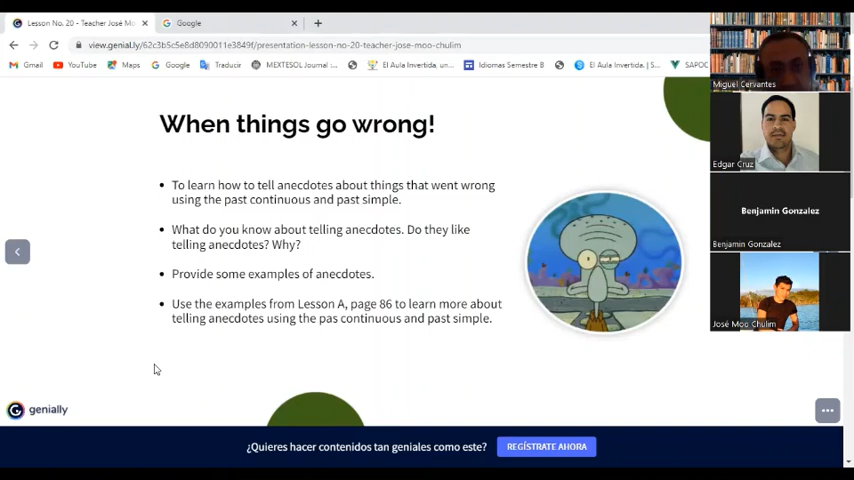 Lesson No. 20 - Teacher José Mo
Google
view.genial.ly/62c3b5c5e8d8090011e3849f/presentation-lesson-no-20-teacher-jose-moo-chulim
Gmail
YouTube
Maps
Google
Traducir
MEXTESOL Journal :...
El Aula Invertida, un...
Idiomas Semestre B
El Aula Invertida. | S...
SAPOC
When things go wrong!
To learn how to tell anecdotes about things that went wrong
using the past continuous and past simple.
What do you know about telling anecdotes. Do they like
telling anecdotes? Why?
Provide some examples of anecdotes.
Use the examples from Lesson A, page 86 to learn more about
telling anecdotes using the pas continuous and past simple.
Miguel Cervantes
Edgar Cruz
Benjamin Gonzalez
Benjamin Gonzalez
José Moo Chulim
genially
¿Quieres hacer contenidos tan geniales como este?
REGÍSTRATE AHORA